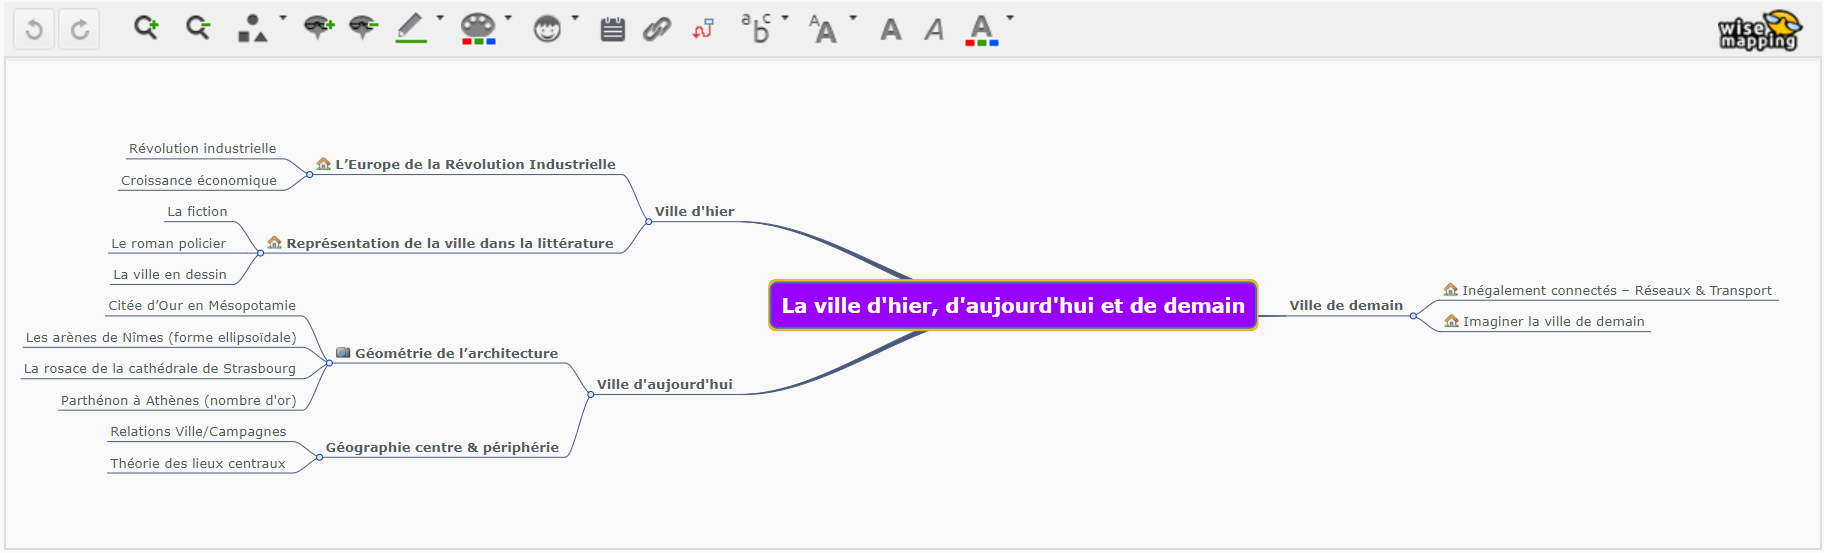 wise
mapping
Révolution industrielle
Croissance économique
L’Europe de la Révolution Industrielle
La fiction
Le roman policier
La ville en dessin
Représentation de la ville dans la littérature
Ville d'hier
Citée d’Our en Mésopotamie
Les arènes de Nîmes (forme ellipsoïdale)
La rosace de la cathédrale de Strasbourg
Parthénon à Athènes (nombre d'or)
Géométrie de l’architecture
Relations Ville/Campagnes
Théorie des lieux centraux
Géographie centre & périphérie
Ville d'aujourd'hui
La ville d'hier, d'aujourd'hui et de demain
Ville de demain
Inégalement connectés – Réseaux & Transport
Imaginer la ville de demain